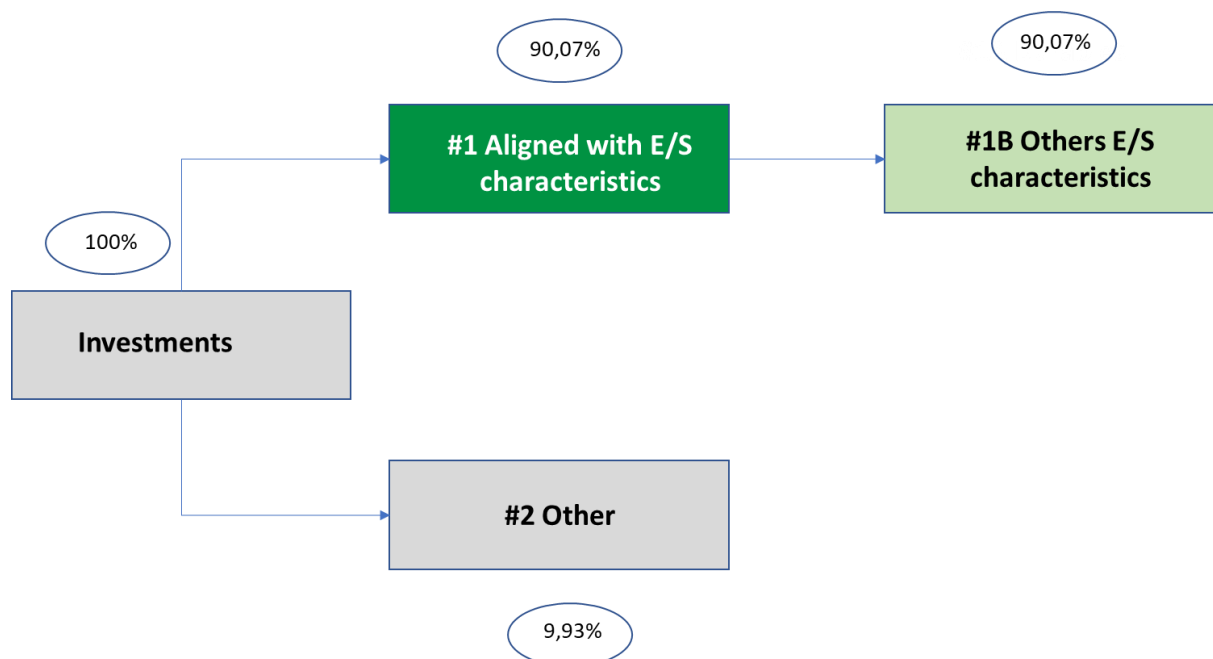 90,07%
90,07%
#1 Aligned with E/S
characteristics
#1B Others E/S
characteristics
100%
Investments
#2 Other
9,93%